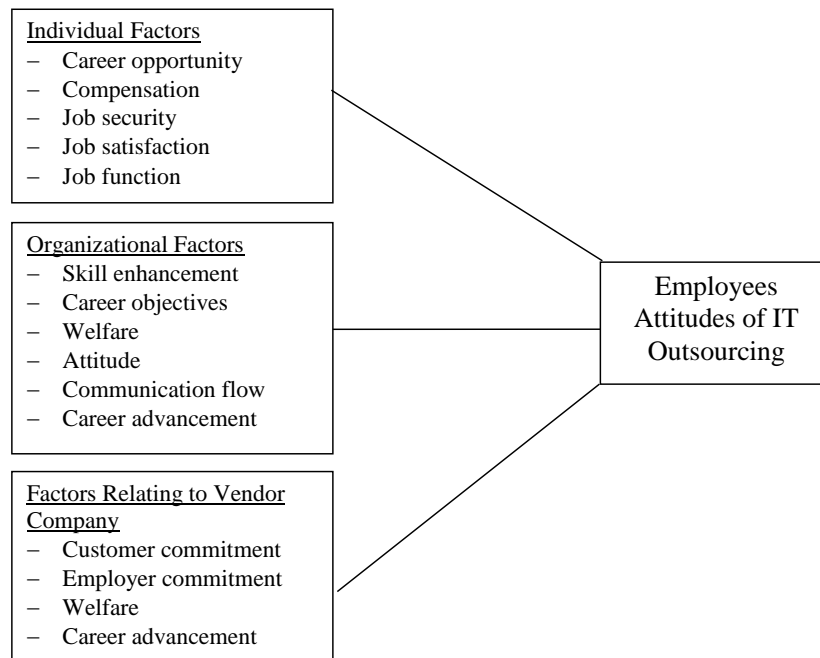 Individual Factors
– Career opportunity
– Compensation
– Job security
– Job satisfaction
– Job function
Organizational Factors
– Skill enhancement
– Career objectives
– Welfare
– Attitude
– Communication flow
– Career advancement
Factors Relating to Vendor
Company
– Customer commitment
– Employer commitment
– Welfare
– Career advancement
Employees
Attitudes of IT
Outsourcing